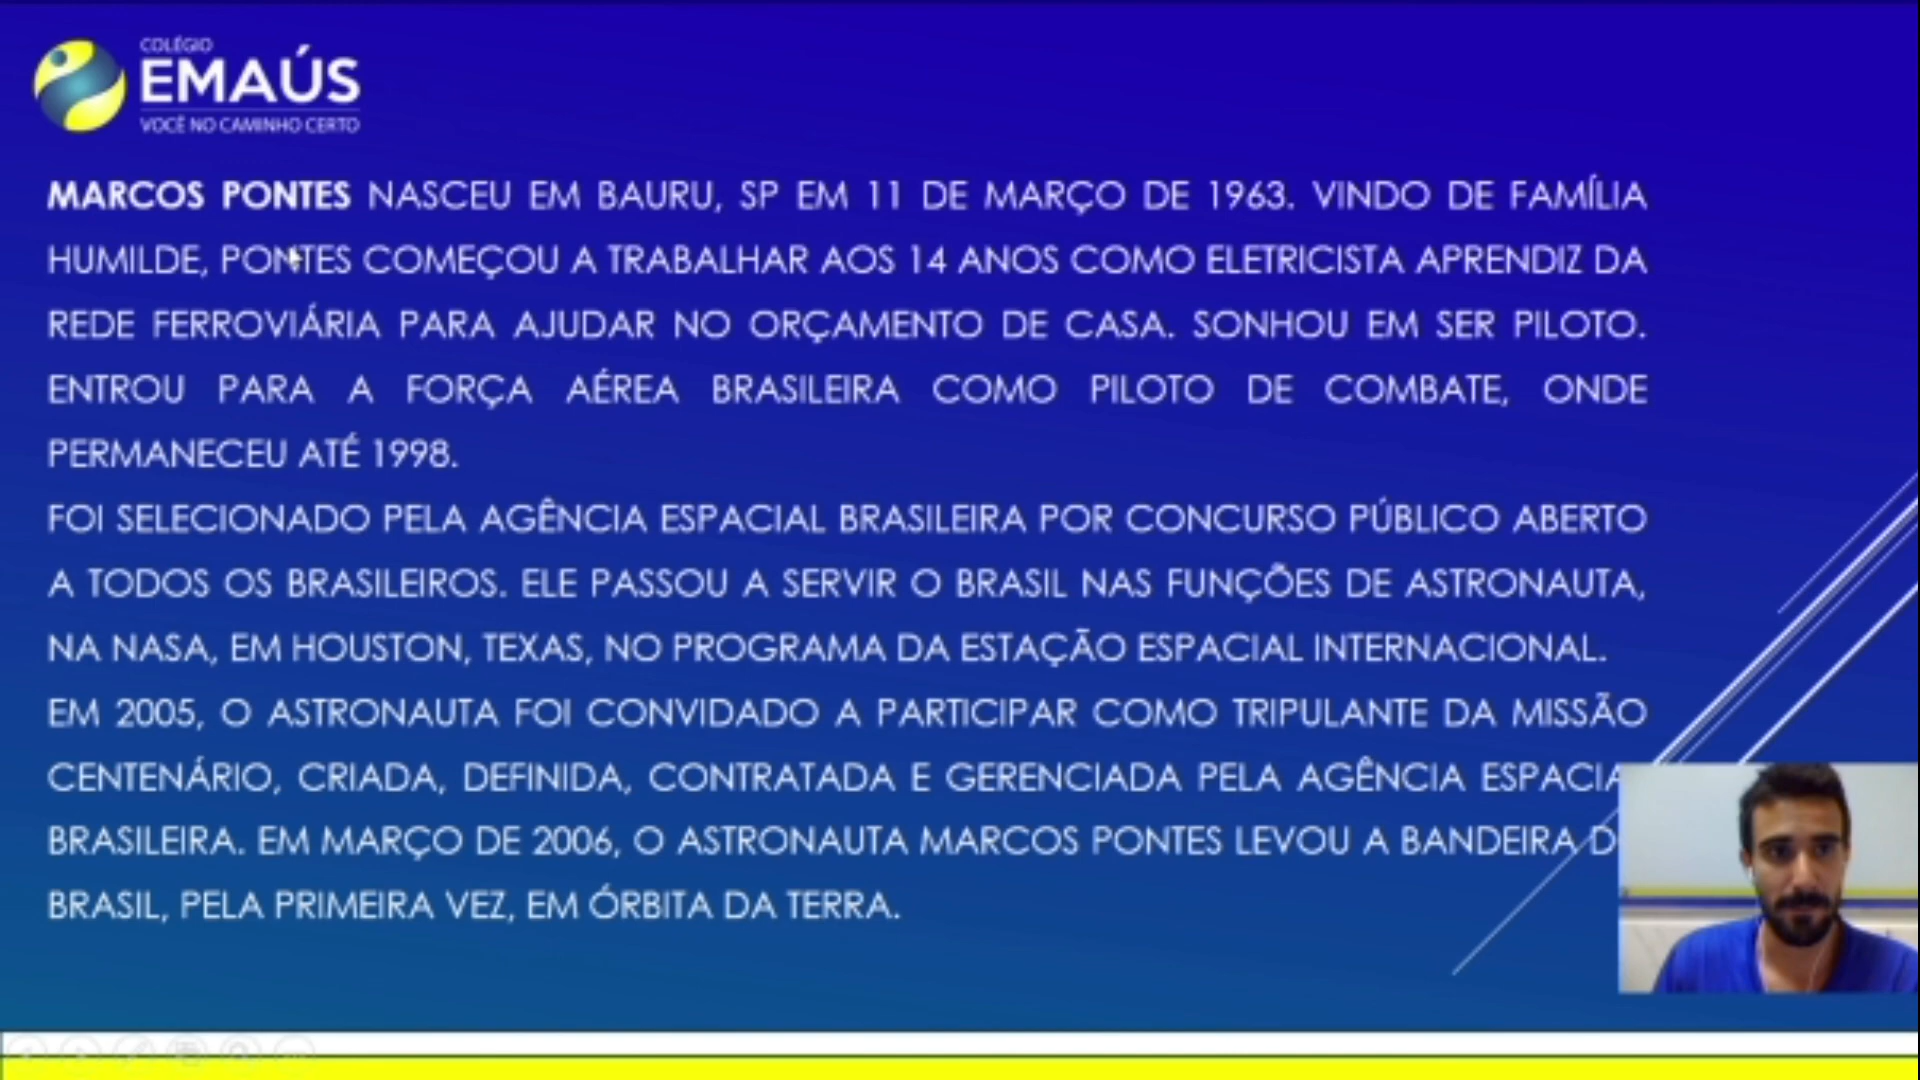 COLÉGIO
EMAÚS
VOCÊ NO CAMINHO CERTO
MARCOS PONTES NASCEU EM BAURU, SP EM 11 DE MARÇO DE 1963. VINDO DE FAMÍLIA
HUMILDE, PONTES COMEÇOU A TRABALHAR AOS 14 ANOS COMO ELETRICISTA APRENDIZ DA
REDE FERROVIÁRIA PARA AJUDAR NO ORÇAMENTO DE CASA. SONHOU EM SER PILOTO.
ENTROU PARA A FORÇA AÉREA BRASILEIRA COMO PILOTO DE COMBATE, ONDE
PERMANECEU ATÉ 1998.
FOI SELECIONADO PELA AGÊNCIA ESPACIAL BRASILEIRA POR CONCURSO PÚBLICO ABERTO
A TODOS OS BRASILEIROS. ELE PASSOU A SERVIR O BRASIL NAS FUNÇÕES DE ASTRONAUTA,
NA NASA, EM HOUSTON, TEXAS, NO PROGRAMA DA ESTAÇÃO ESPACIAL INTERNACIONAL.
EM 2005, O ASTRONAUTA FOI CONVIDADO A PARTICIPAR COMO TRIPULANTE DA MISSÃO
CENTENÁRIO, CRIADA, DEFINIDA, CONTRATADA E GERENCIADA PELA AGÊNCIA ESPACIA
BRASILEIRA. EM MARÇO DE 2006, O ASTRONAUTA MARCOS PONTES LEVOU A BANDEIRA D
BRASIL, PELA PRIMEIRA VEZ, EM ÓRBITA DA TERRA.